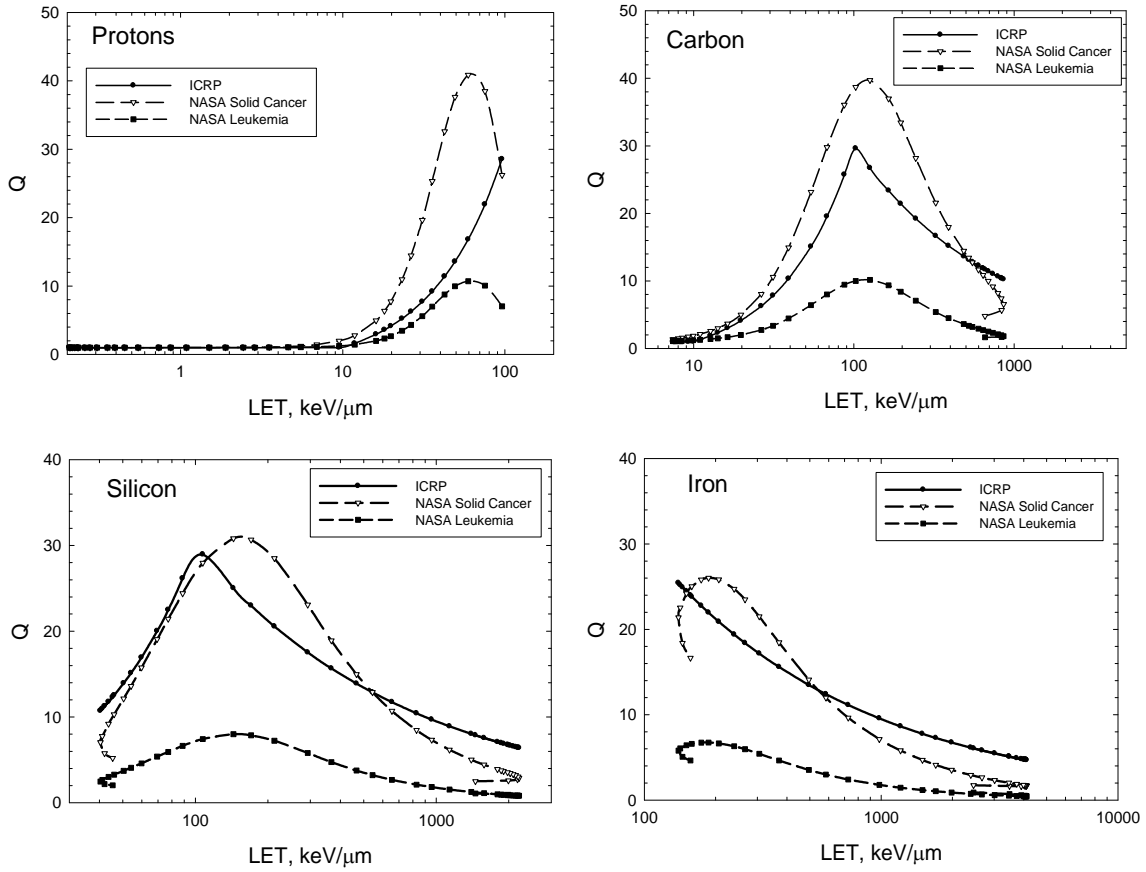 Protons
ICRP
NASA Solid Cancer
NASA Leukemia
Q
50
40
30
20
10
0
1
10
100
LET, keV/μm
Carbon
ICRP
NASA Solid Cancer
NASA Leukemia
Q
50
40
30
20
10
0
10
100
1000
LET, keV/μm
Silicon
ICRP
NASA Solid Cancer
NASA Leukemia
Q
40
30
20
10
0
100
1000
LET, keV/μm
Iron
ICRP
NASA Solid Cancer
NASA Leukemia
Q
40
30
20
10
0
100
1000
10000
LET, keV/μm